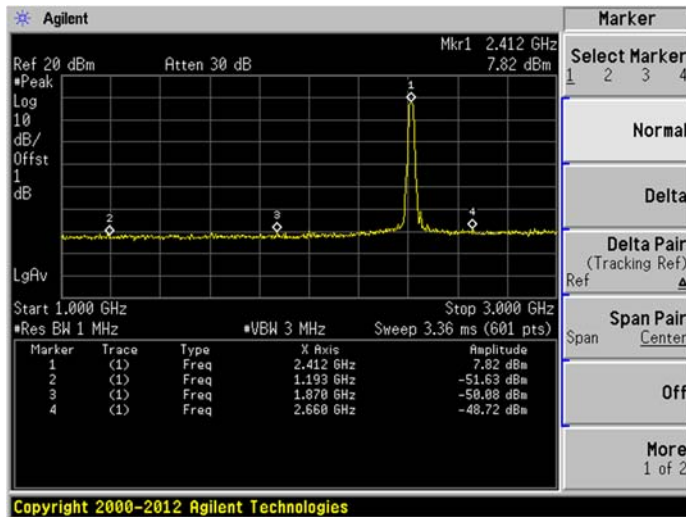 Agilent
Marker
Mkr1 2.412 GHz
Ref 20 dBm Atten 30 dB 7.82 dBm
#Peak
Log
10
dB/
Offst
1
dB
LgAv
1
2
3
4
Start 1.000 GHz Stop 3.000 GHz
#Res BW 1 MHz #VBW 3 MHz Sweep 3.36 ms (601 pts)
Marker Trace Type X Axis Amplitude
1 (1) Freq 2.412 GHz 7.82 dBm
2 (1) Freq 1.193 GHz -51.63 dBm
3 (1) Freq 1.870 GHz -50.08 dBm
4 (1) Freq 2.660 GHz -48.72 dBm
Select Marker
1 2 3 4
Normal
Delta
Delta Pair
(Tracking Ref)
Ref Δ
Span Pair
Span Center
Off
More
1 of 2
Copyright 2000-2012 Agilent Technologies